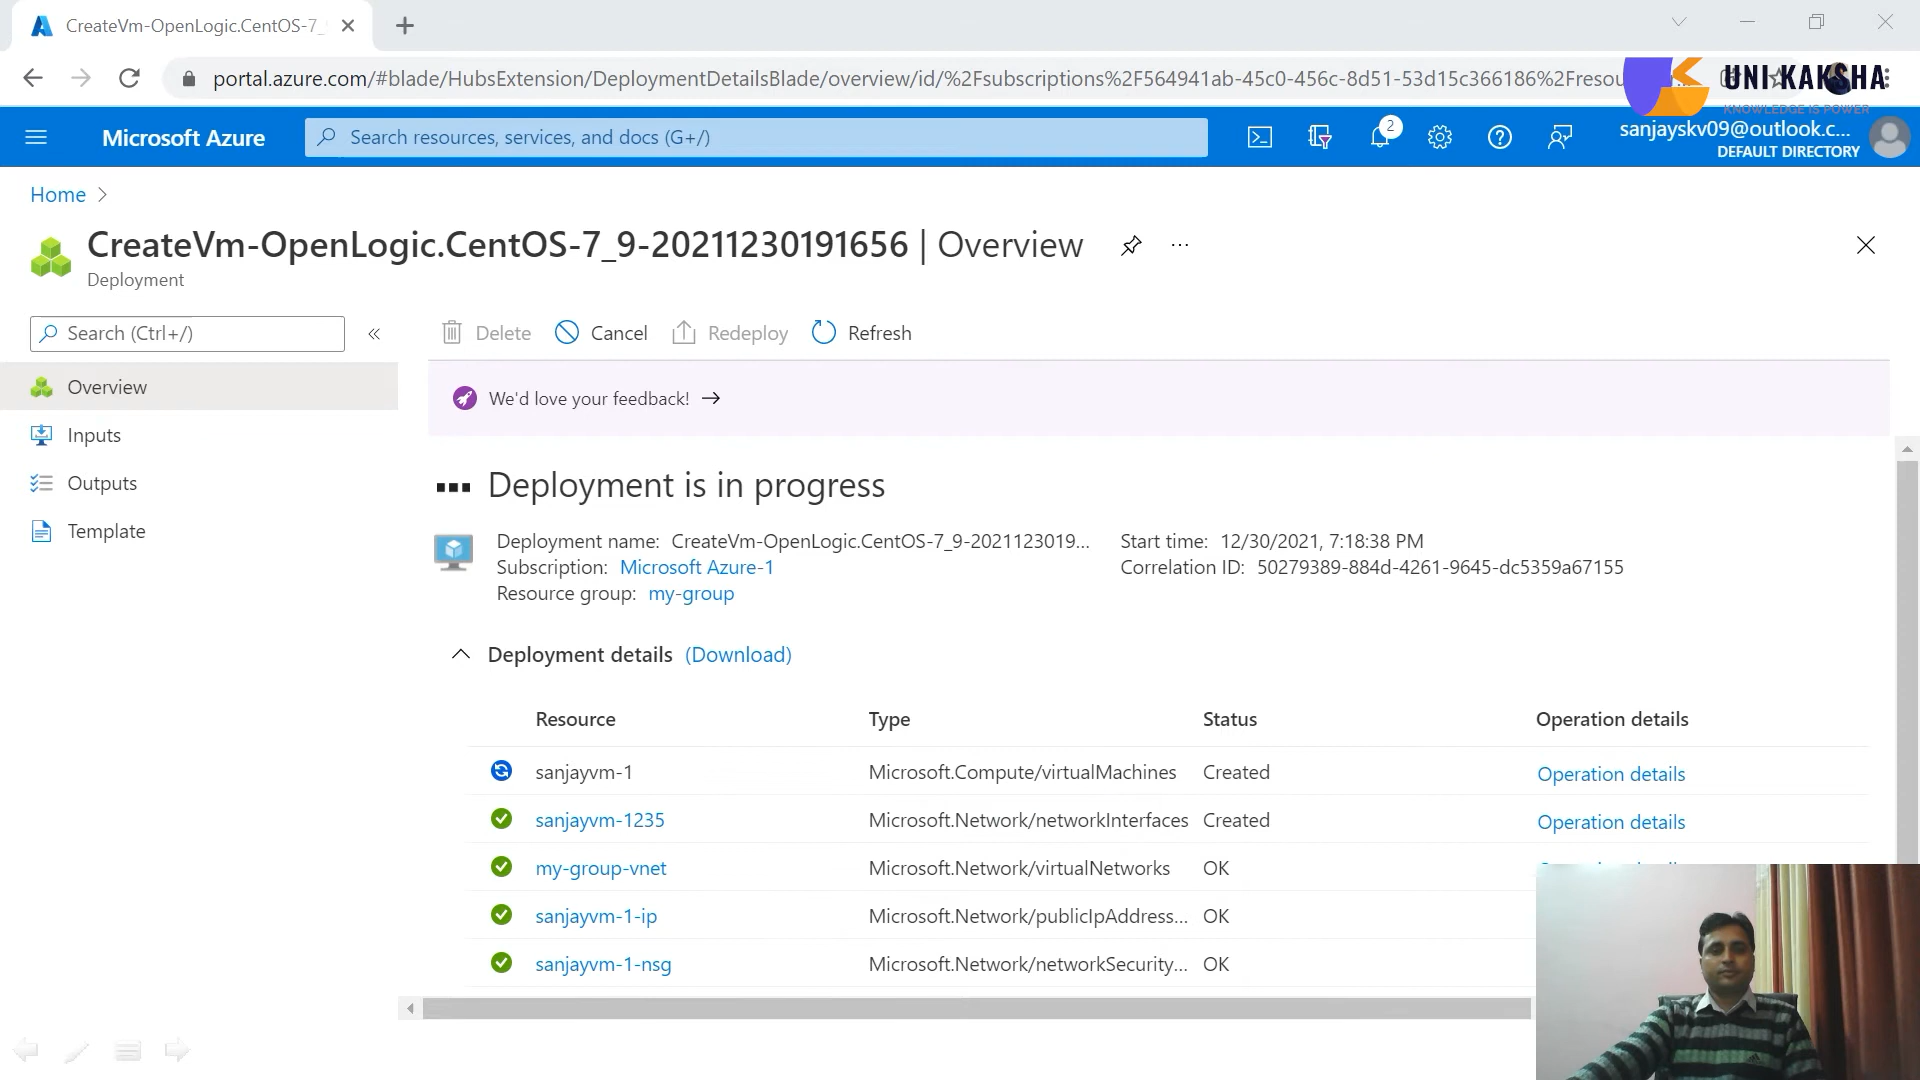 CreateVm-OpenLogic.CentOS-7_
portal.azure.com/#blade/HubsExtension/DeploymentDetailsBlade/overview/id/%2Fsubscriptions%2F564941ab-45c0-456c-8d51-53d15c366186%2Fresou
UNI KAKSHA
KNOWLEDGE IS POWER
Microsoft Azure
Search resources, services, and docs (G+/)
2
sanjayskv09@outlook.c...
DEFAULT DIRECTORY
Home
CreateVm-OpenLogic.CentOS-7_9-20211230191656 | Overview
Deployment
Search (Ctrl+/)
Delete
Cancel
Redeploy
Refresh
Overview
Inputs
Outputs
Template
We'd love your feedback!
Deployment is in progress
Deployment name: CreateVm-OpenLogic.CentOS-7_9-2021123019...
Subscription: Microsoft Azure-1
Resource group: my-group
Start time: 12/30/2021, 7:18:38 PM
Correlation ID: 50279389-884d-4261-9645-dc5359a67155
Deployment details (Download)
Resource Type Status Operation details
sanjayvm-1 Microsoft.Compute/virtualMachines Created Operation details
sanjayvm-1235 Microsoft.Network/networkInterfaces Created Operation details
my-group-vnet Microsoft.Network/virtualNetworks OK
sanjayvm-1-ip Microsoft.Network/publicIpAddress... OK
sanjayvm-1-nsg Microsoft.Network/networkSecurity... OK